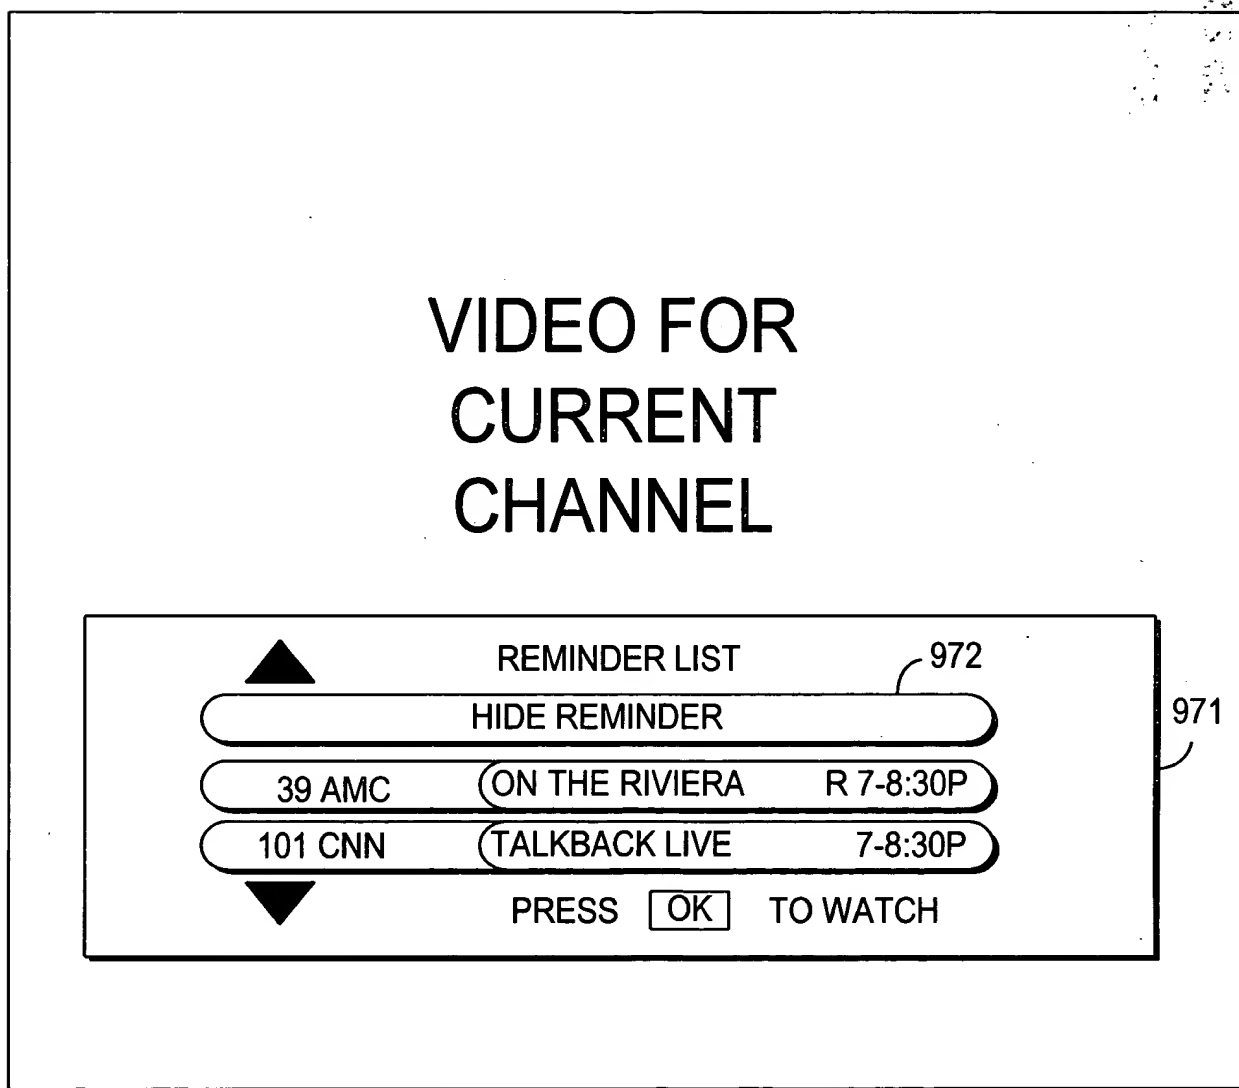 VIDEO FOR
CURRENT
CHANNEL
REMINDER LIST
972
HIDE REMINDER
971
39 AMC ON THE RIVIERA R 7-8:30P
101 CNN TALKBACK LIVE 7-8:30P
PRESS OK TO WATCH